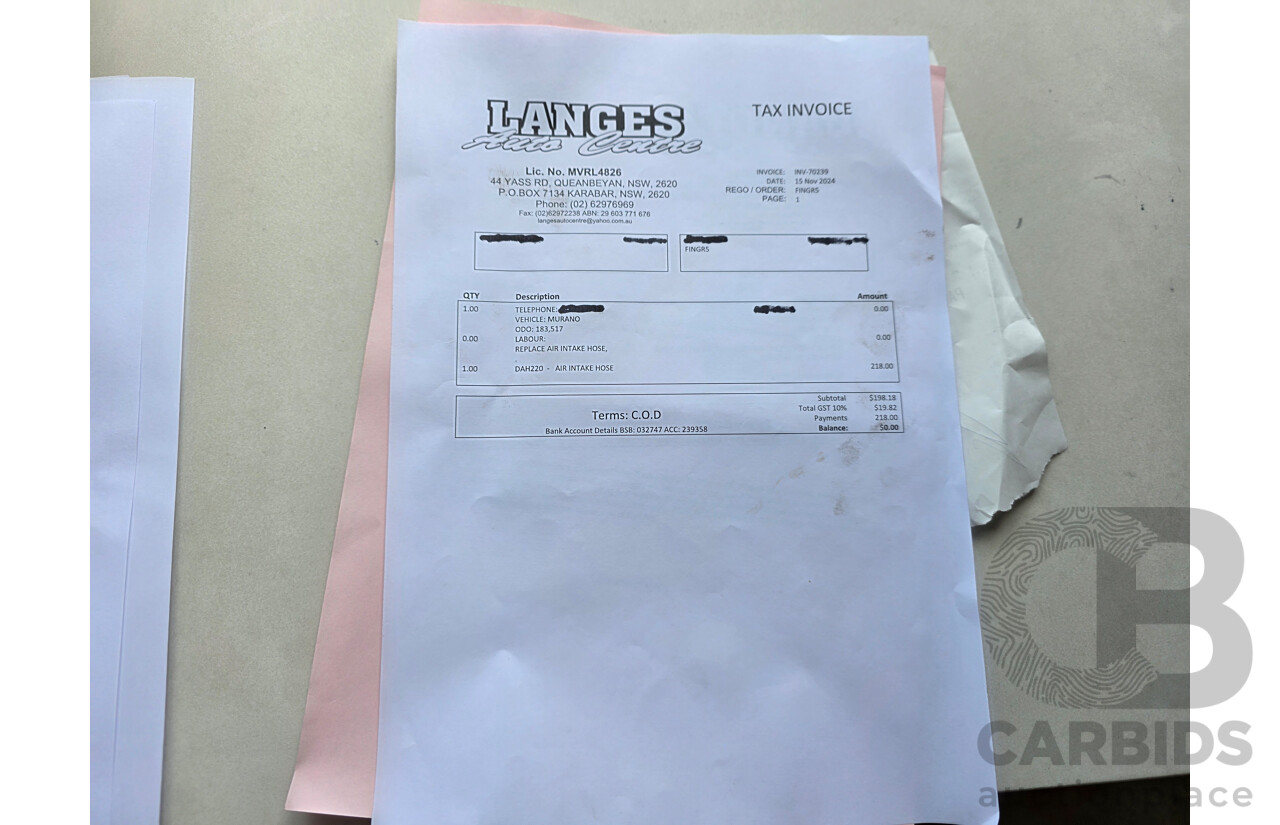 LANGES
Auto Centre
TAX INVOICE
Lic. No. MVRL4826
44 YASS RD, QUEANBEYAN, NSW, 2620
P.O.BOX 7134 KARABAR, NSW, 2620
Phone: (02) 62976969
Fax: (02)62972238 ABN: 29 603 771 676
langesautocentre@yahoo.com.au
INVOICE: INV-70239
DATE: 15 Nov 2024
REGO / ORDER: FINGR5
PAGE: 1
FINGR5
QTY Description Amount
1.00 TELEPHONE: 0.00
VEHICLE: MURANO
ODO: 183,517
0.00 LABOUR: 0.00
REPLACE AIR INTAKE HOSE,
.
1.00 DAH220 - AIR INTAKE HOSE 218.00
Terms: C.O.D
Bank Account Details BSB: 032747 ACC: 239358
Subtotal $198.18
Total GST 10% $19.82
Payments 218.00
Balance: $0.00
CB
CARBIDS